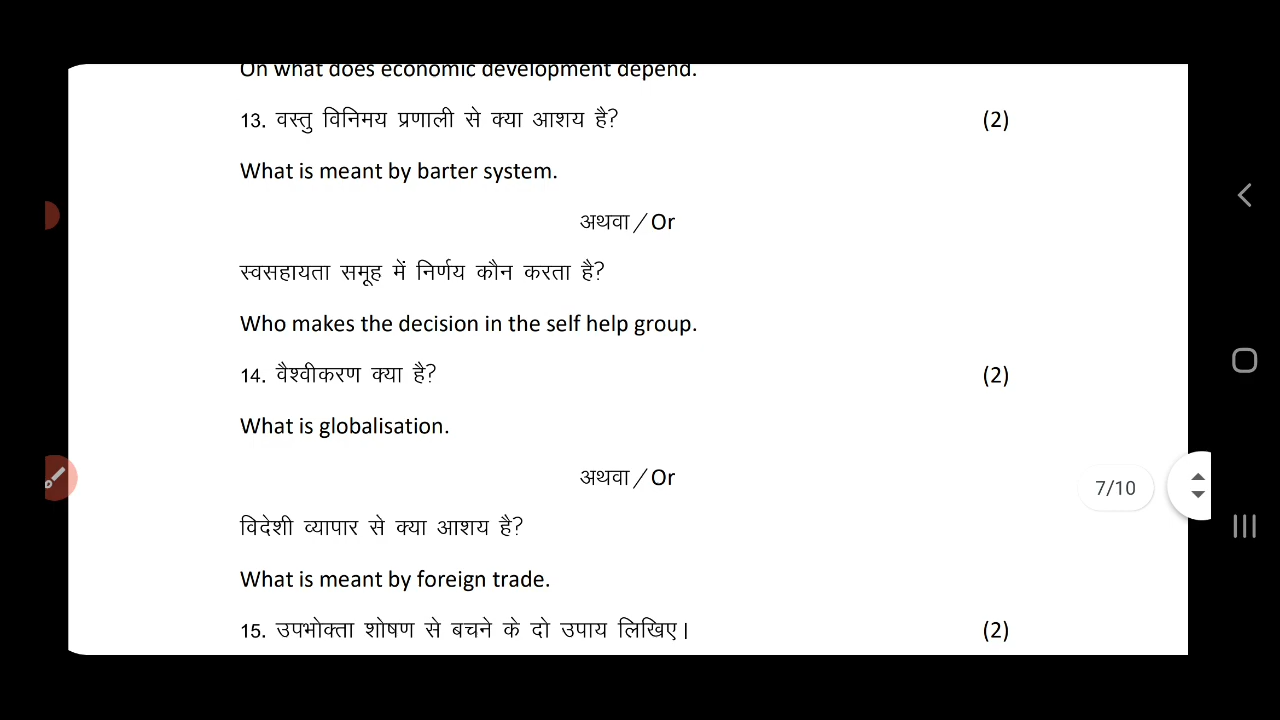 On what does economic development depend.
13. वस्तु विनिमय प्रणाली से क्या आशय है? (2)
What is meant by barter system.
अथवा/Or
स्वसहायता समूह में निर्णय कौन करता है?
Who makes the decision in the self help group.
14. वैश्वीकरण क्या है? (2)
What is globalisation.
अथवा/Or
7/10
विदेशी व्यापार से क्या आशय है?
What is meant by foreign trade.
15. उपभोक्ता शोषण से बचने के दो उपाय लिखिए। (2)